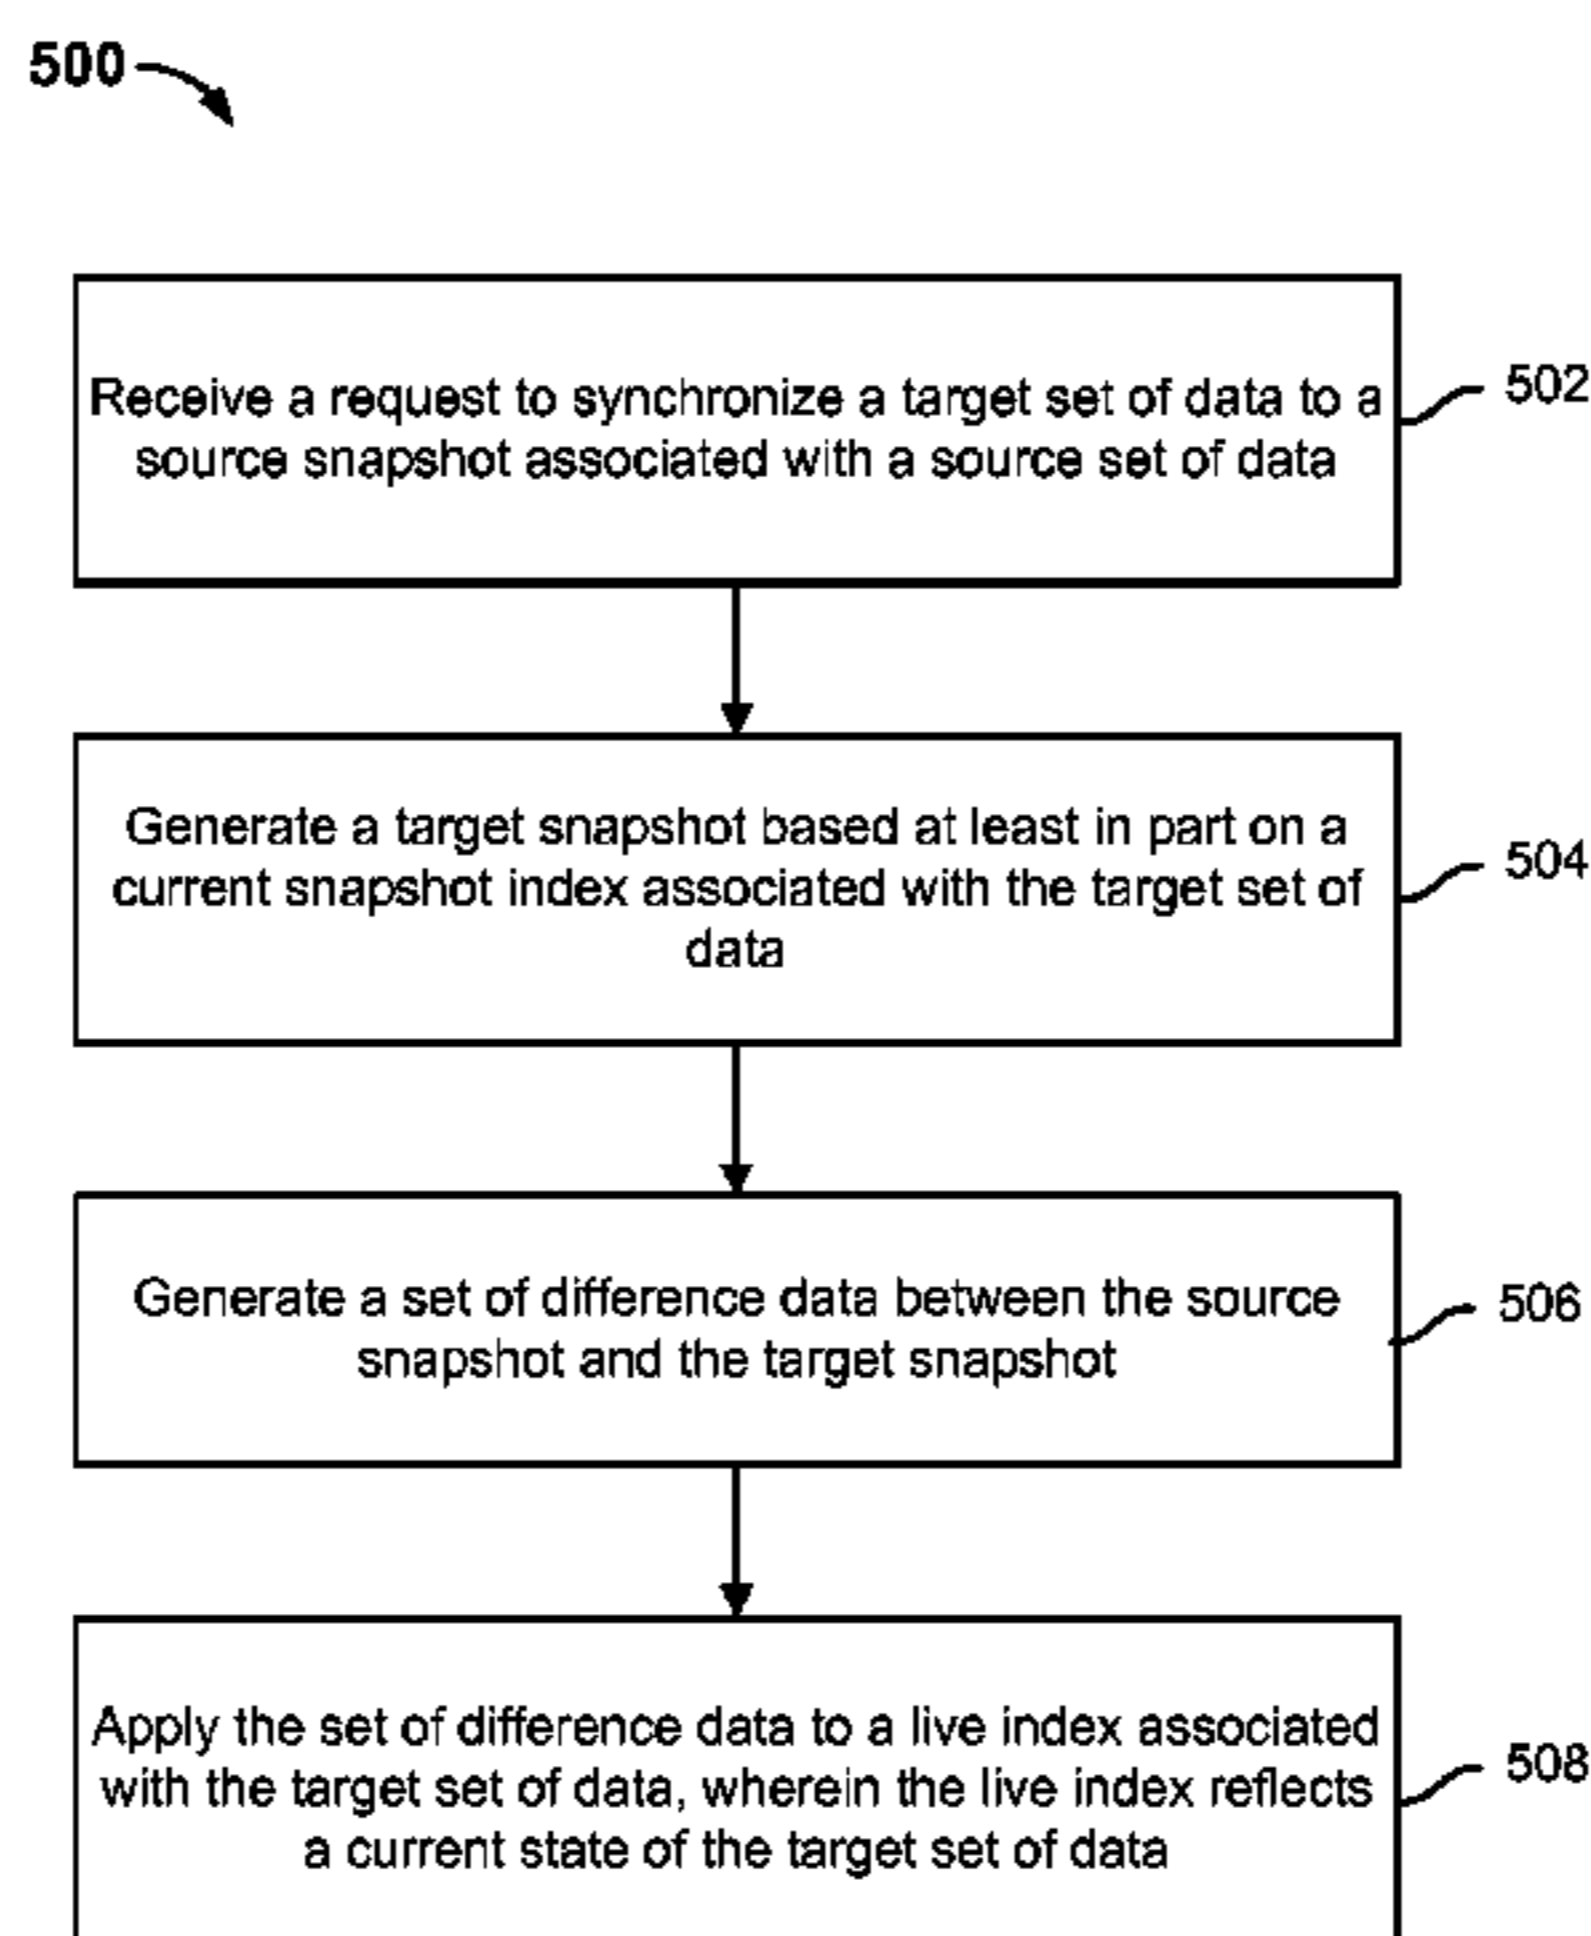 500
Receive a request to synchronize a target set of data to a
source snapshot associated with a source set of data
502
Generate a target snapshot based at least in part on a
current snapshot index associated with the target set of
data
504
Generate a set of difference data between the source
snapshot and the target snapshot
506
Apply the set of difference data to a live index associated
with the target set of data, wherein the live index reflects
a current state of the target set of data
508